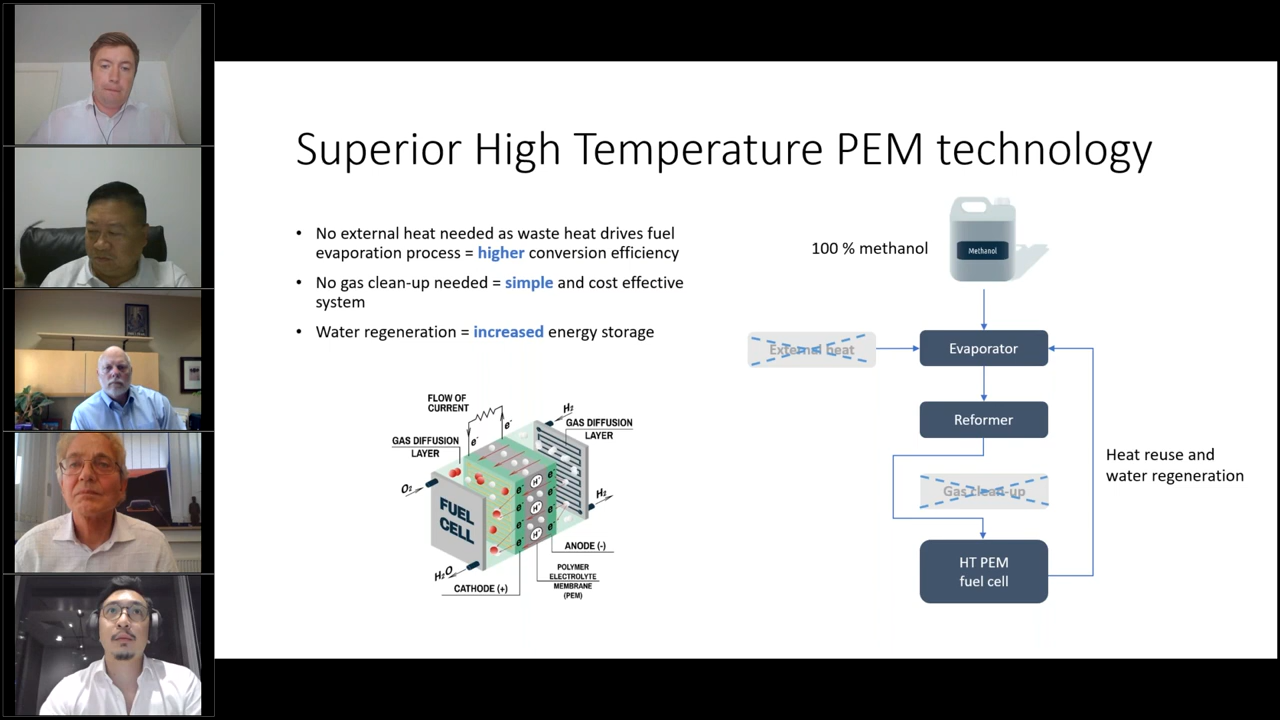 Superior High Temperature PEM technology
• No external heat needed as waste heat drives fuel
evaporation process = higher conversion efficiency
• No gas clean-up needed = simple and cost effective
system
• Water regeneration = increased energy storage
100 % methanol
Methanol
External heat
Evaporator
Reformer
Gas clean-up
Heat reuse and
water regeneration
HT PEM
fuel cell
FLOW OF
CURRENT
e-
e-
H₂
GAS DIFFUSION
LAYER
GAS DIFFUSION
LAYER
O₂
H₂
FUEL
CELL
H⁺
H⁺
H⁺
e-
e-
e-
e-
e-
e-
e-
e-
H₂O
ANODE (-)
CATHODE (+)
POLYMER
ELECTROLYTE
MEMBRANE
(PEM)